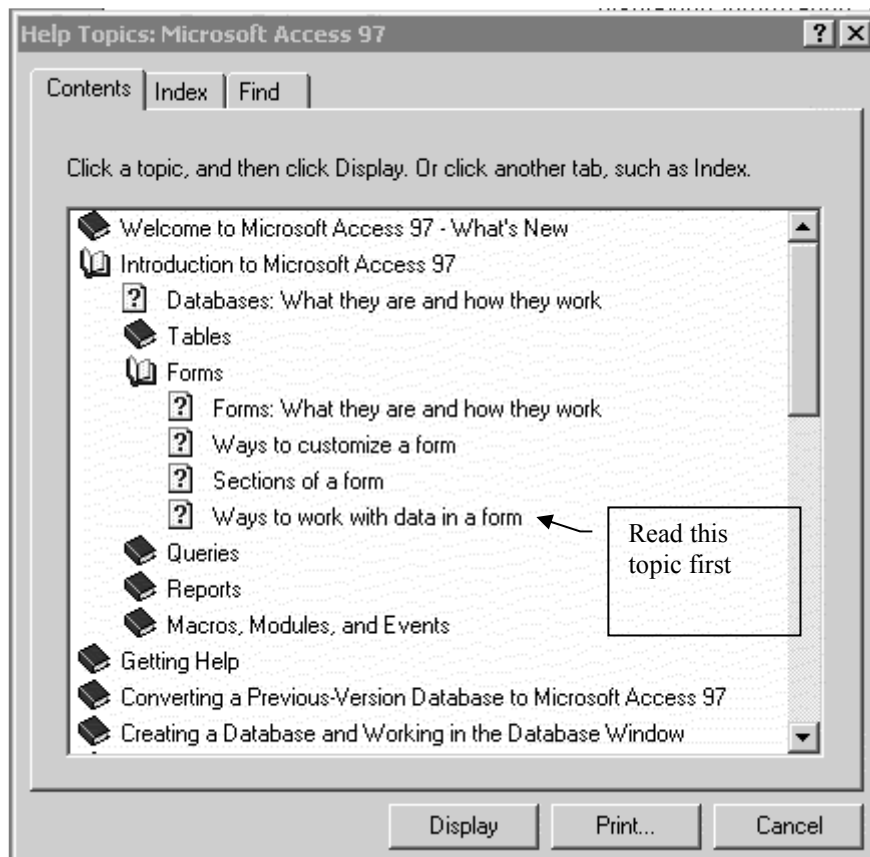 Help Topics: Microsoft Access 97
Contents Index Find
Click a topic, and then click Display. Or click another tab, such as Index.
Welcome to Microsoft Access 97 - What's New
Introduction to Microsoft Access 97
Databases: What they are and how they work
Tables
Forms
Forms: What they are and how they work
Ways to customize a form
Sections of a form
Ways to work with data in a form
Read this
topic first
Queries
Reports
Macros, Modules, and Events
Getting Help
Converting a Previous-Version Database to Microsoft Access 97
Creating a Database and Working in the Database Window
Display Print... Cancel